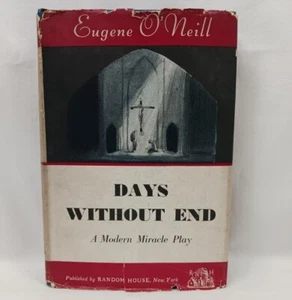 Eugene O'Neill
DAYS
WITHOUT END
A Modern Miracle Play
Published by RANDOM HOUSE, New York